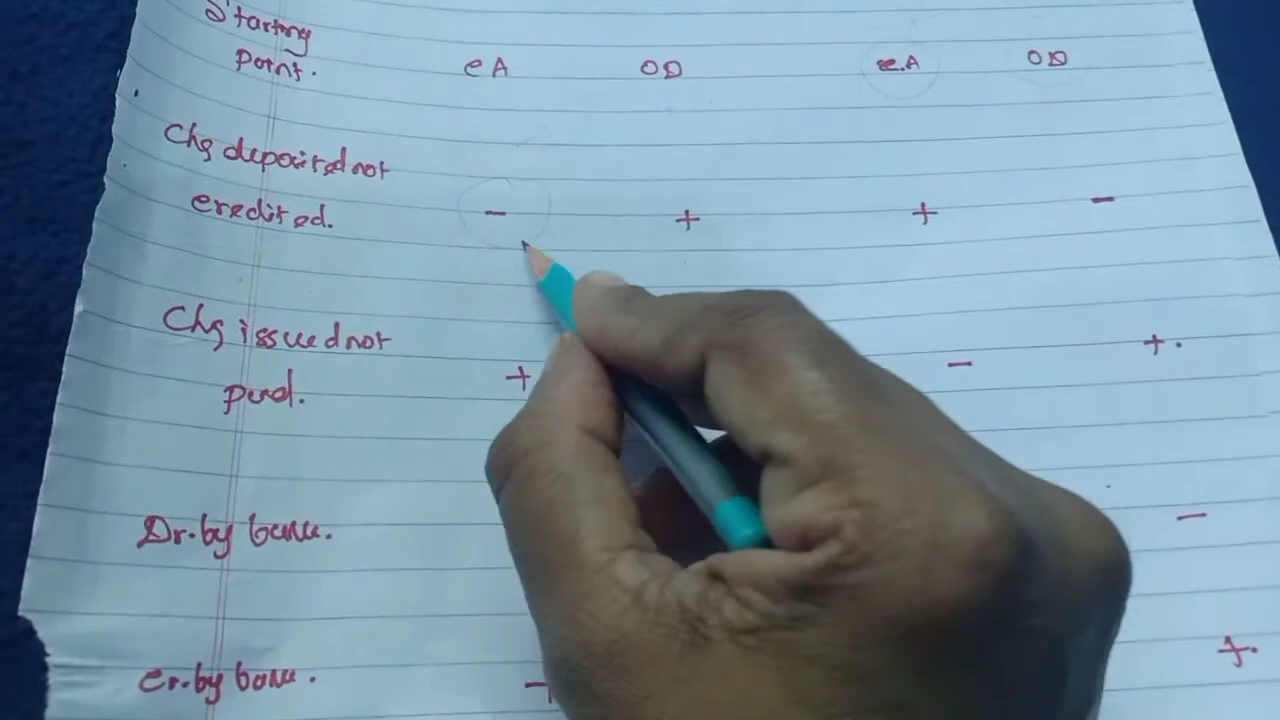 Starting
Point. CA OD CA OD
Chq deposited not
credited. - + + -
Chq issued not
paid. + - +.
Dr. by bank. -
Cr. by bank. + +.